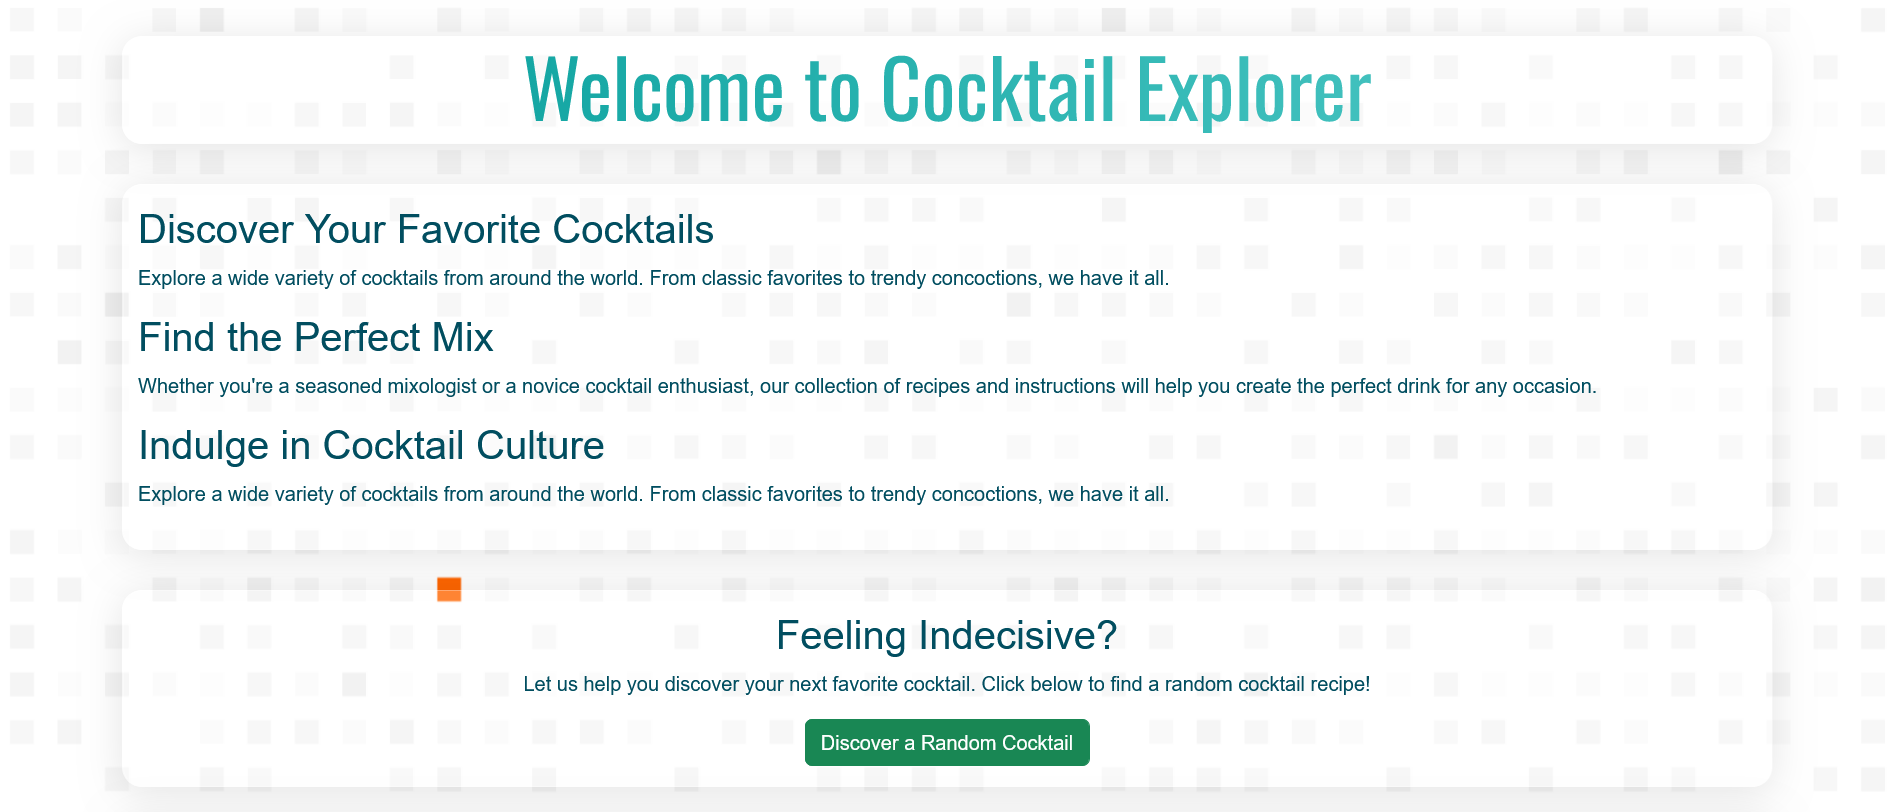 Welcome to Cocktail Explorer
Discover Your Favorite Cocktails
Explore a wide variety of cocktails from around the world. From classic favorites to trendy concoctions, we have it all.
Find the Perfect Mix
Whether you're a seasoned mixologist or a novice cocktail enthusiast, our collection of recipes and instructions will help you create the perfect drink for any occasion.
Indulge in Cocktail Culture
Explore a wide variety of cocktails from around the world. From classic favorites to trendy concoctions, we have it all.
Feeling Indecisive?
Let us help you discover your next favorite cocktail. Click below to find a random cocktail recipe!
Discover a Random Cocktail